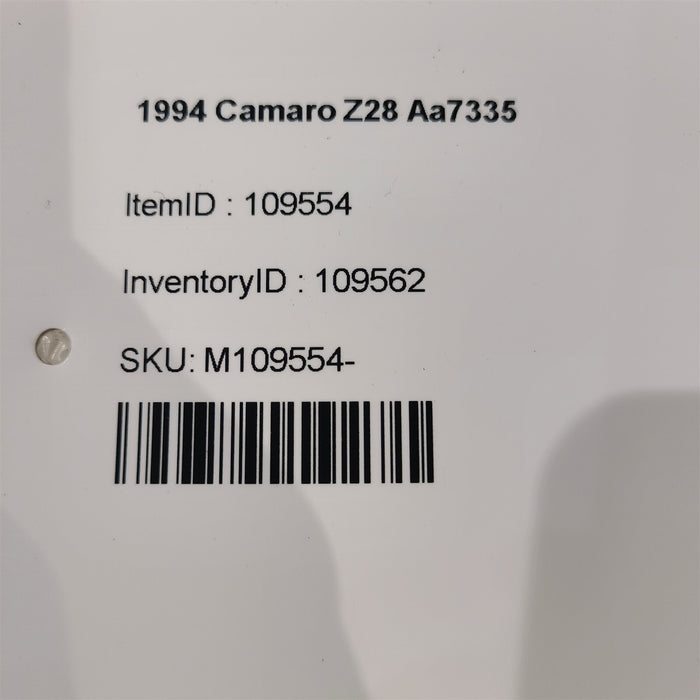 1994 Camaro Z28 Aa7335
ItemID : 109554
InventoryID : 109562
SKU: M109554-